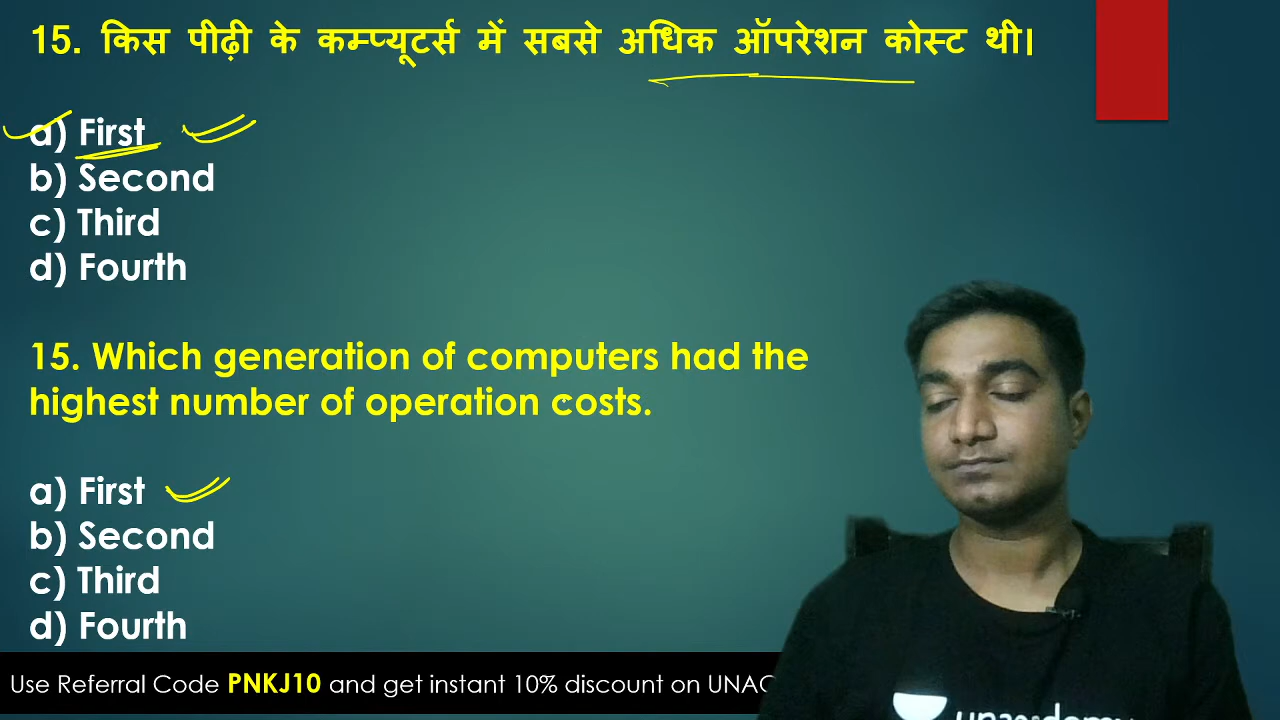 15. किस पीढ़ी के कम्प्यूटर्स में सबसे अधिक ऑपरेशन कोस्ट थी।
a) First
b) Second
c) Third
d) Fourth
15. Which generation of computers had the
highest number of operation costs.
a) First
b) Second
c) Third
d) Fourth
Use Referral Code PNKJ10 and get instant 10% discount on